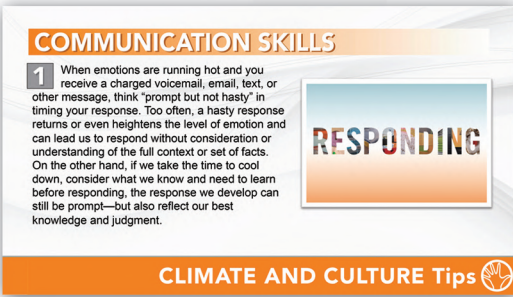 COMMUNICATION SKILLS
1 When emotions are running hot and you
receive a charged voicemail, email, text, or
other message, think “prompt but not hasty” in
timing your response. Too often, a hasty response
returns or even heightens the level of emotion and
can lead us to respond without consideration or
understanding of the full context or set of facts.
On the other hand, if we take the time to cool
down, consider what we know and need to learn
before responding, the response we develop can
still be prompt—but also reflect our best
knowledge and judgment.
RESPONDING
CLIMATE AND CULTURE Tips